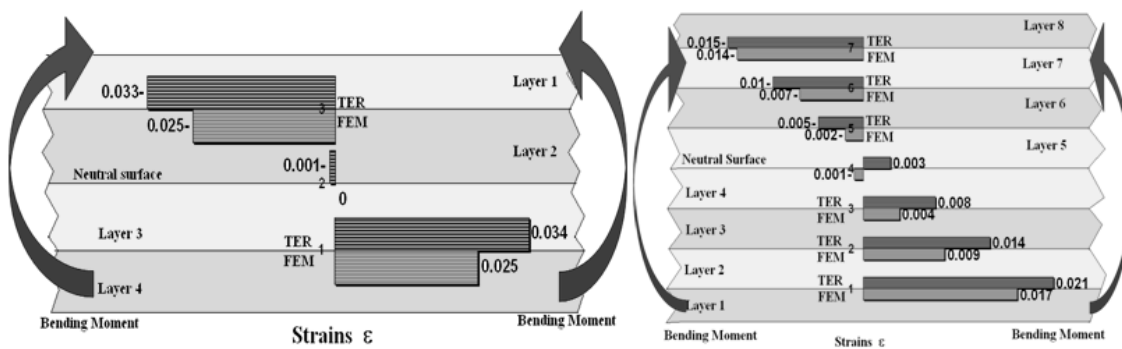 Layer 1
0.033-
3 TER
FEM
0.025-
Layer 2
0.001-
Neutral surface
2
0
Layer 3
0.034
TER 1
FEM
0.025
Layer 4
Bending Moment
Strains ε
Bending Moment
Layer 8
0.015-
7 TER
0.014-
FEM
Layer 7
0.01-
6 TER
0.007-
FEM
Layer 6
0.005-
5 TER
0.002-
FEM
Layer 5
Neutral Surface
4
0.003
0.001-
Layer 4
TER
3
0.008
FEM
0.004
Layer 3
TER
2
0.014
FEM
0.009
Layer 2
TER
1
0.021
FEM
0.017
Layer 1
Bending Moment
Strains ε
Bending Moment